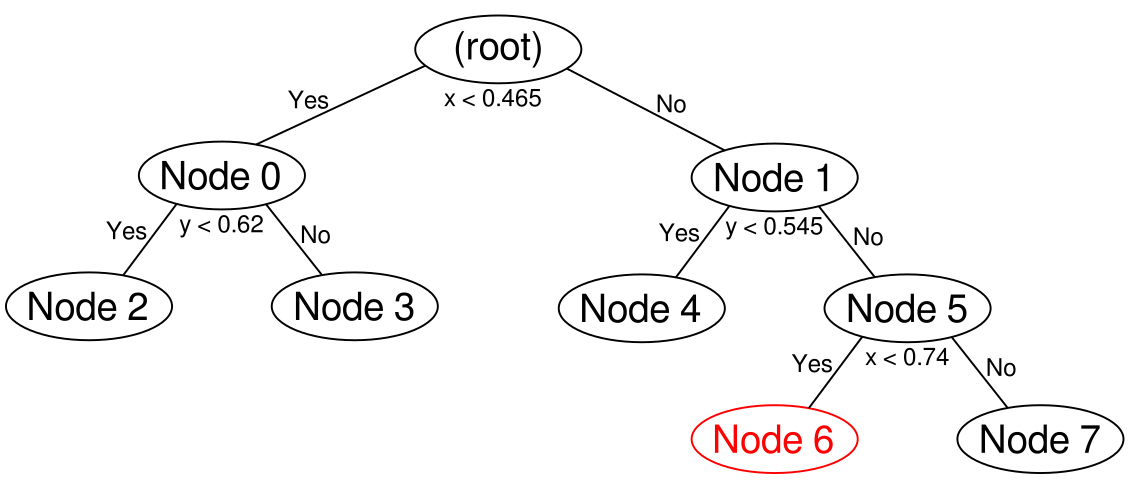 (root)
x < 0.465
Yes
No
Node 0
Node 1
y < 0.62
y < 0.545
Yes
No
Yes
No
Node 2
Node 3
Node 4
Node 5
x < 0.74
Yes
No
Node 6
Node 7